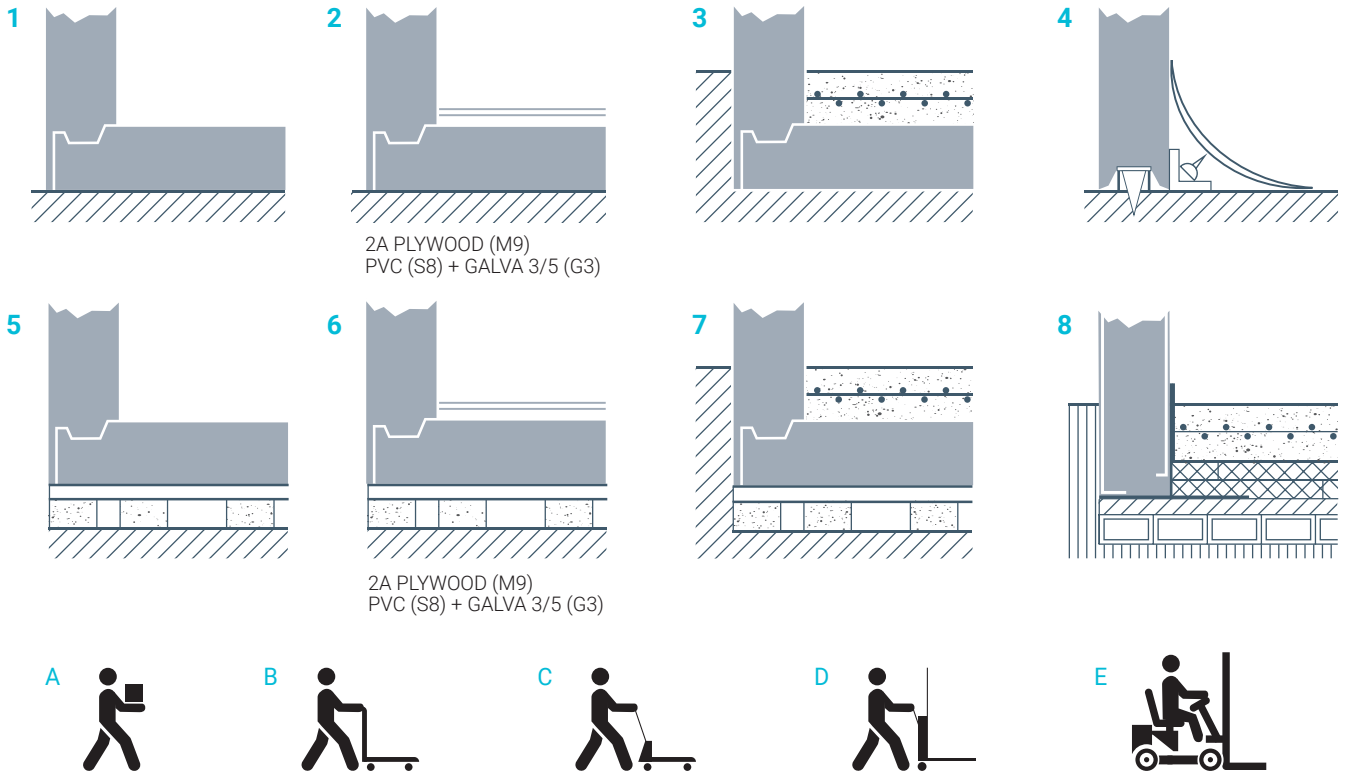 1
2
3
4
2A PLYWOOD (M9)
PVC (S8) + GALVA 3/5 (G3)
5
6
7
8
2A PLYWOOD (M9)
PVC (S8) + GALVA 3/5 (G3)
A
B
C
D
E